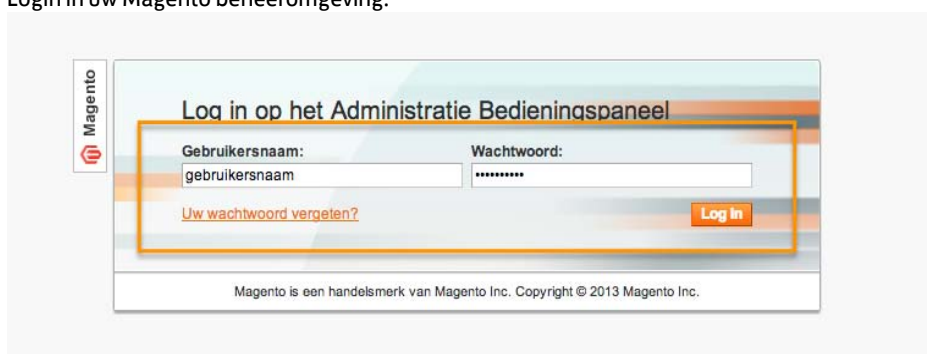 Login in uw Magento beheeromgeving.
Magento
Log in op het Administratie Bedieningspaneel
Gebruikersnaam: Wachtwoord:
gebruikersnaam ••••••••••
Uw wachtwoord vergeten? Log In
Magento is een handelsmerk van Magento Inc. Copyright © 2013 Magento Inc.